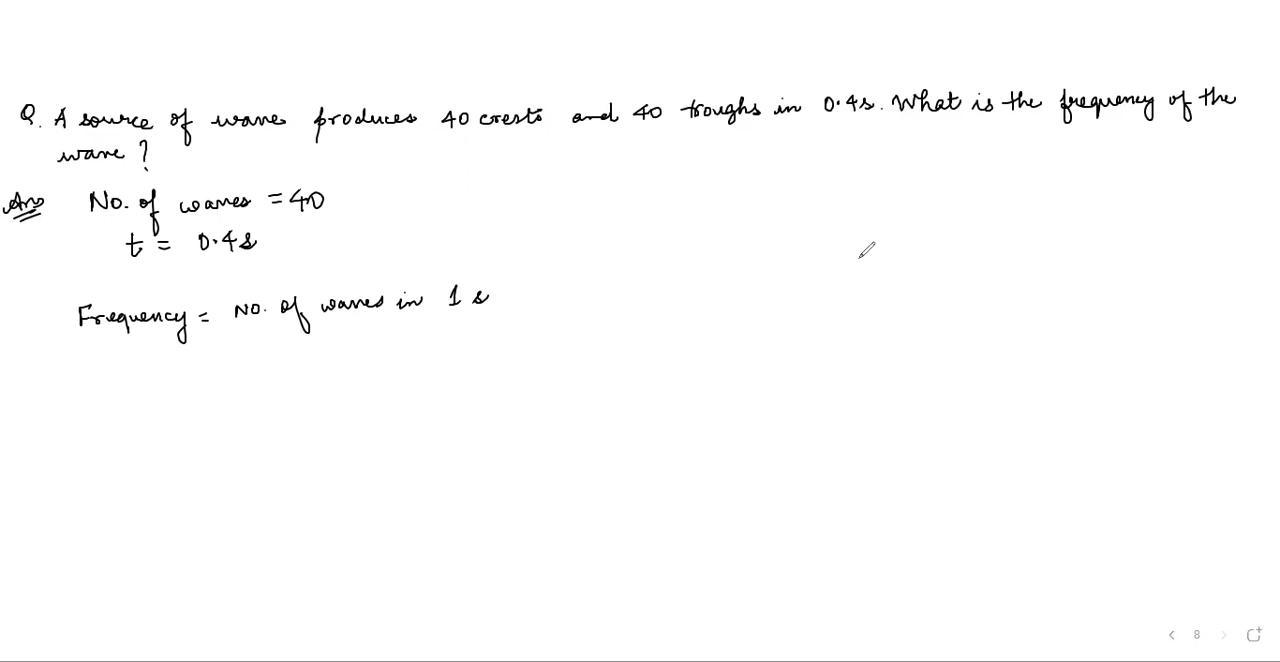 Q. A source of wave produces 40 crests and 40 troughs in 0.4s. What is the frequency of the
wave ?
Ans No. of waves = 40
t = 0.4s
Frequency = No. of waves in 1 s
8